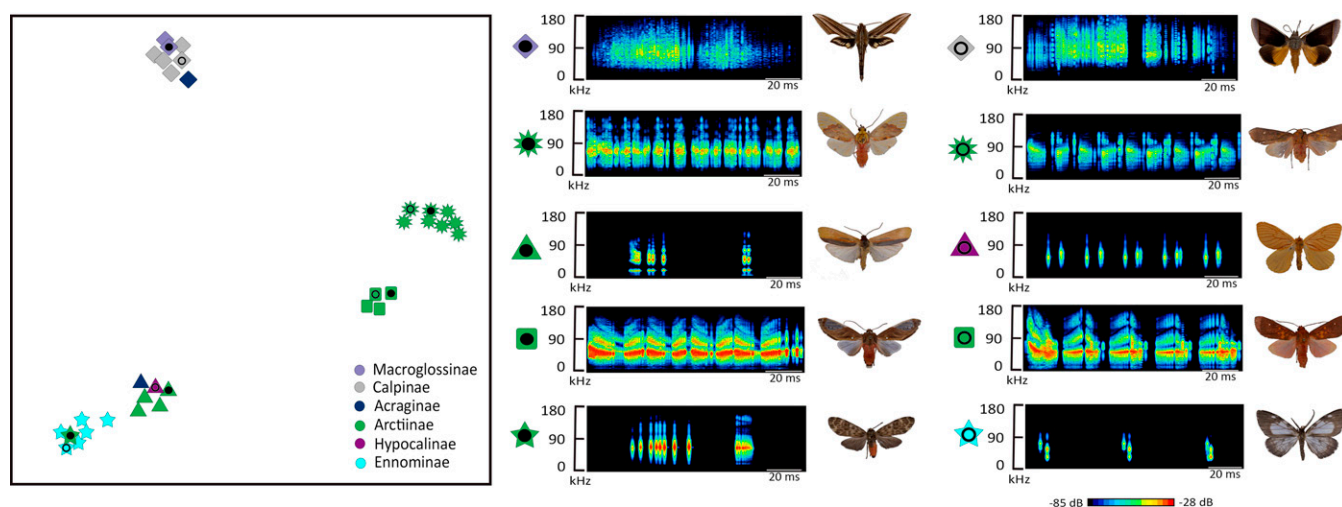 Macroglossinae
Calpinae
Acraginae
Arctiinae
Hypocalinae
Ennominae
180
90
0
kHz
20 ms
180
90
0
kHz
20 ms
180
90
0
kHz
20 ms
180
90
0
kHz
20 ms
180
90
0
kHz
20 ms
180
90
0
kHz
20 ms
180
90
0
kHz
20 ms
180
90
0
kHz
20 ms
180
90
0
kHz
20 ms
180
90
0
kHz
20 ms
-85 dB -28 dB